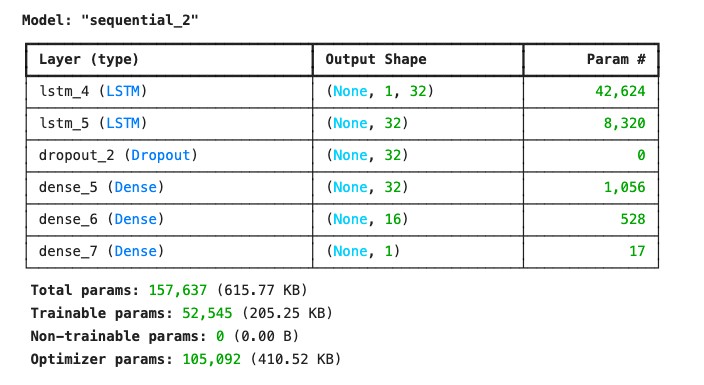 Model: "sequential_2"
Layer (type) Output Shape Param #
lstm_4 (LSTM) (None, 1, 32) 42,624
lstm_5 (LSTM) (None, 32) 8,320
dropout_2 (Dropout) (None, 32) 0
dense_5 (Dense) (None, 32) 1,056
dense_6 (Dense) (None, 16) 528
dense_7 (Dense) (None, 1) 17
Total params: 157,637 (615.77 KB)
Trainable params: 52,545 (205.25 KB)
Non-trainable params: 0 (0.00 B)
Optimizer params: 105,092 (410.52 KB)